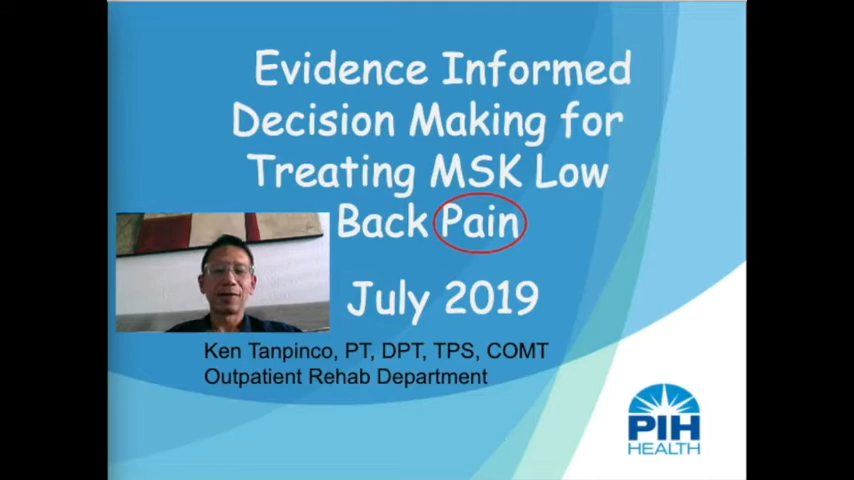 Evidence Informed
Decision Making for
Treating MSK Low
Back Pain
July 2019
Ken Tanpinco, PT, DPT, TPS, COMT
Outpatient Rehab Department
PIH
HEALTH